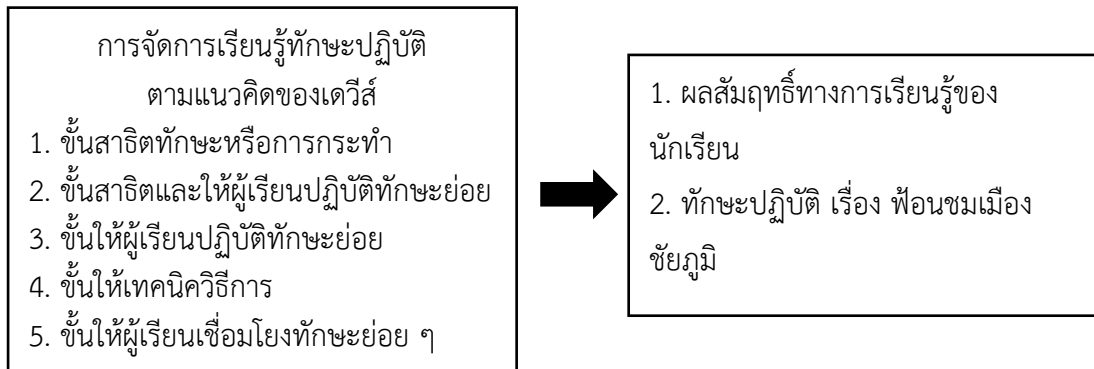 การจัดการเรียนรู้ทักษะปฏิบัติ
ตามแนวคิดของเดวีส์
1. ขั้นสาธิตทักษะหรือการกระทำ
2. ขั้นสาธิตและให้ผู้เรียนปฏิบัติทักษะย่อย
3. ขั้นให้ผู้เรียนปฏิบัติทักษะย่อย
4. ขั้นให้เทคนิควิธีการ
5. ขั้นให้ผู้เรียนเชื่อมโยงทักษะย่อย ๆ
1. ผลสัมฤทธิ์ทางการเรียนรู้ของ
นักเรียน
2. ทักษะปฏิบัติ เรื่อง ฟ้อนชมเมือง
ชัยภูมิ